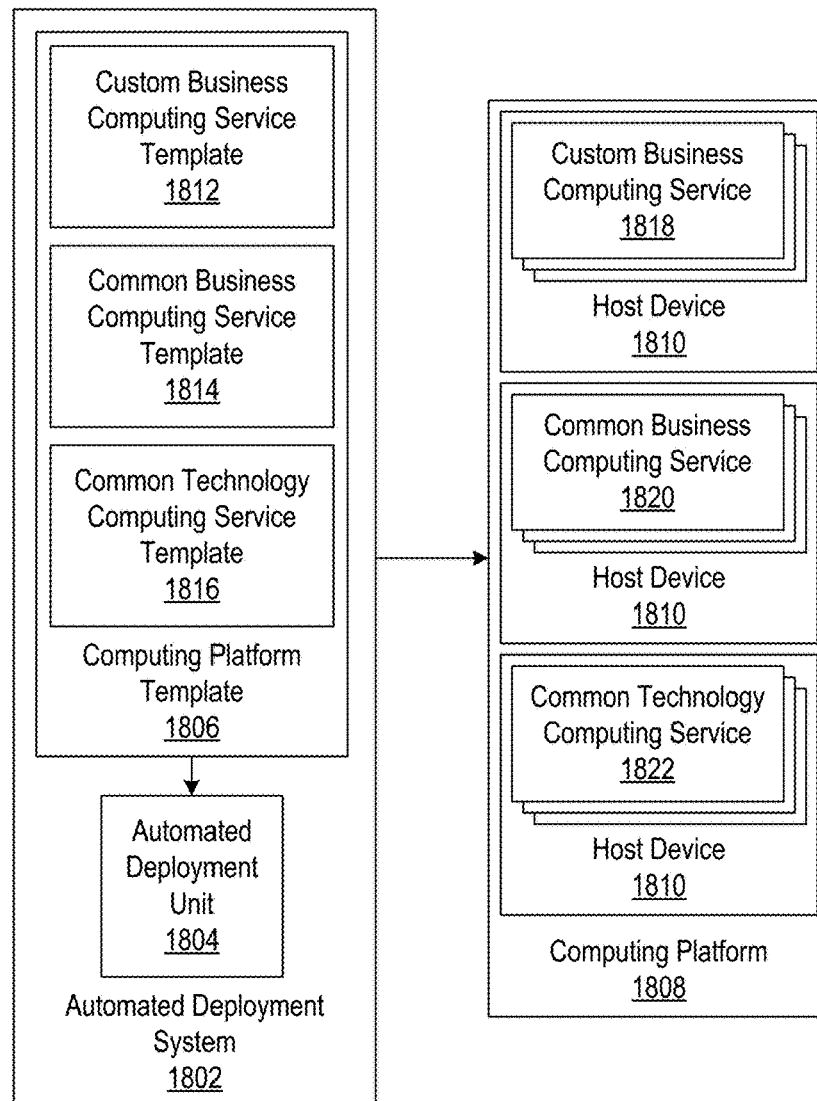 Custom Business
Computing Service
Template
1812
Common Business
Computing Service
Template
1814
Common Technology
Computing Service
Template
1816
Computing Platform
Template
1806
Automated
Deployment
Unit
1804
Automated Deployment
System
1802
Custom Business
Computing Service
1818
Host Device
1810
Common Business
Computing Service
1820
Host Device
1810
Common Technology
Computing Service
1822
Host Device
1810
Computing Platform
1808